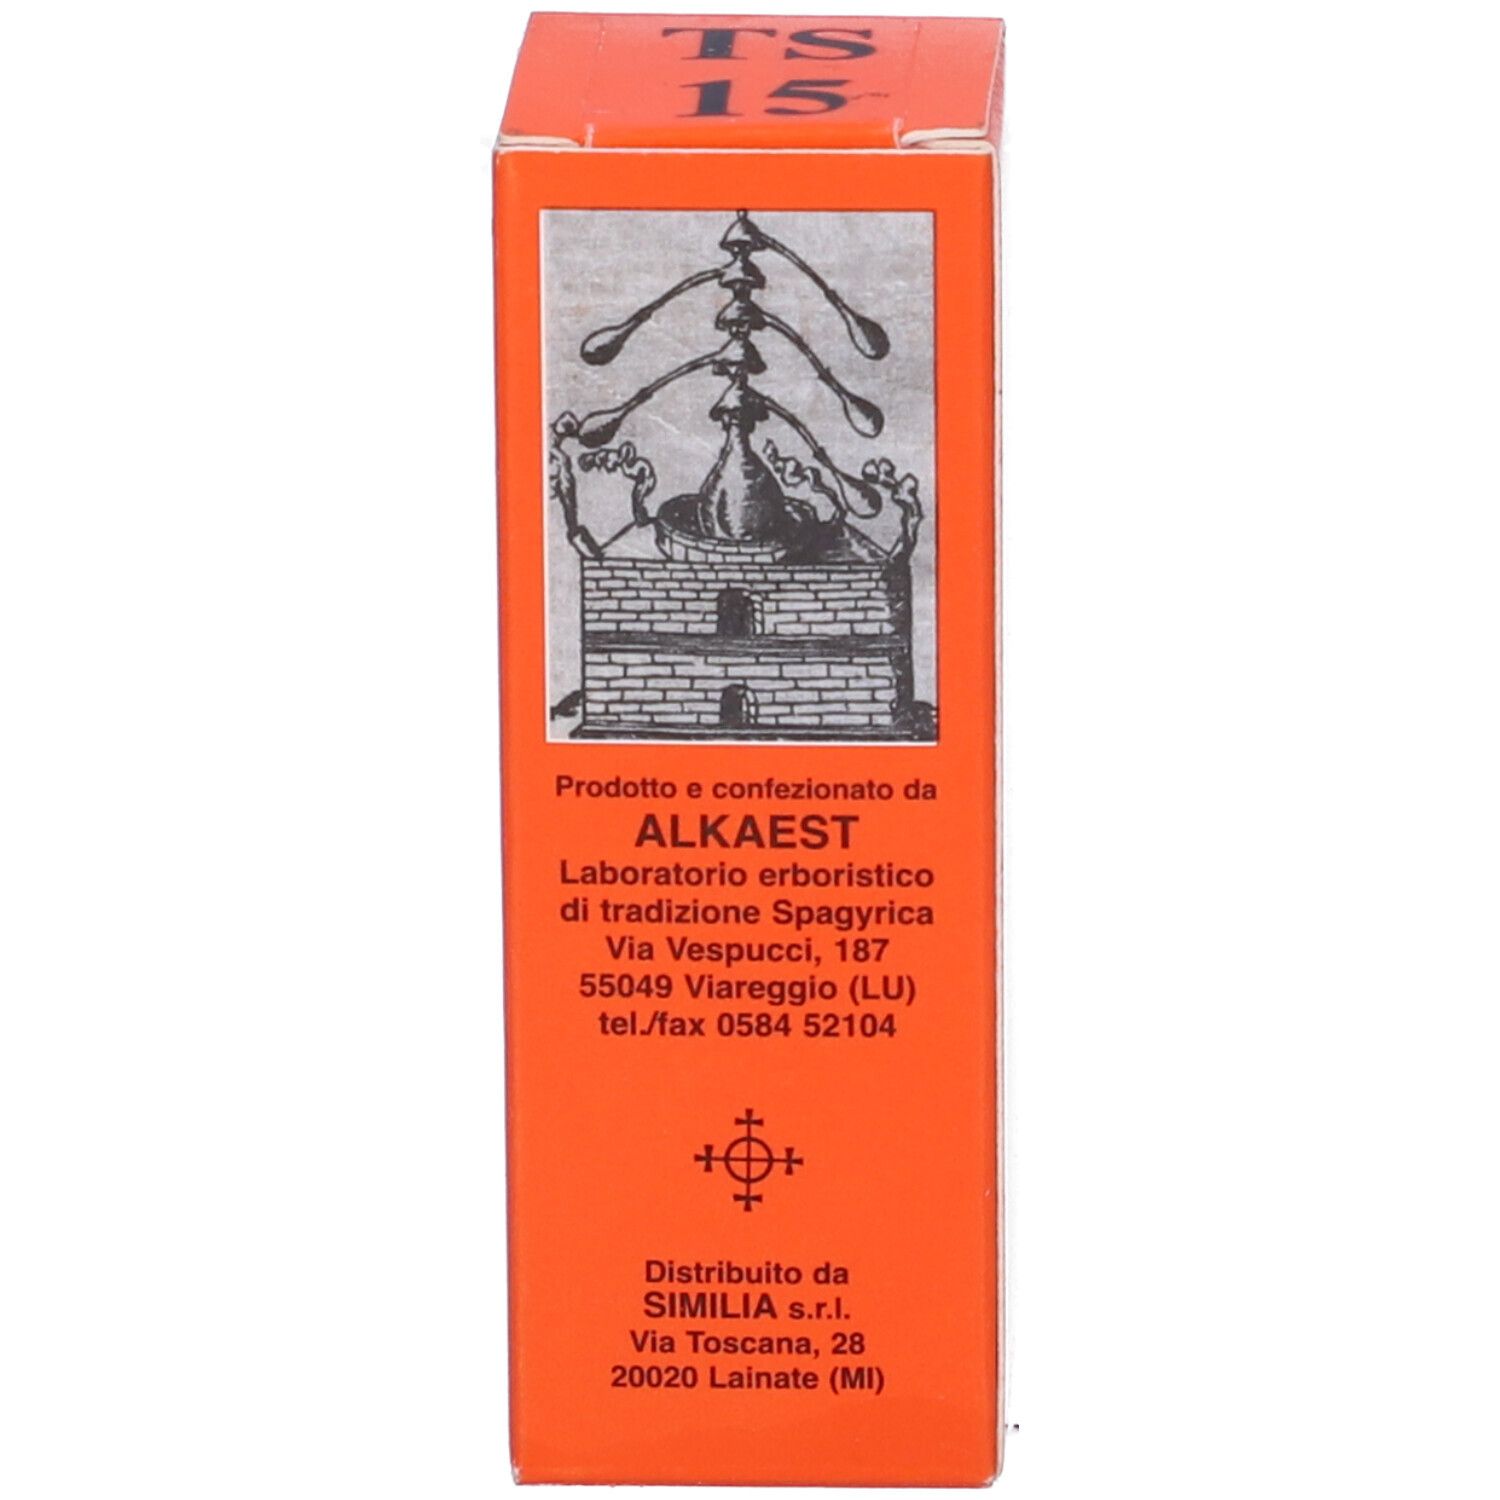 TS
15
Prodotto e confezionato da
ALKAEST
Laboratorio erboristico
di tradizione Spagyrica
Via Vespucci, 187
55049 Viareggio (LU)
tel./fax 0584 52104
Distribuito da
SIMILIA s.r.l.
Via Toscana, 28
20020 Lainate (MI)